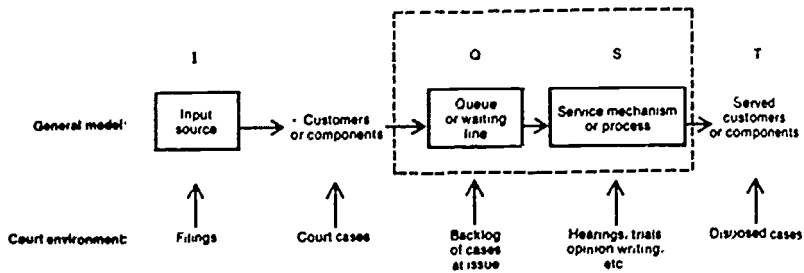 I
Q
S
T
General model:
Input
source
Customers
or components
Queue
or waiting
line
Service mechanism
or process
Served
customers
or components
Court environment:
Filings
Court cases
Backlog
of cases
at issue
Hearings, trials
opinion writing,
etc
Disposed cases